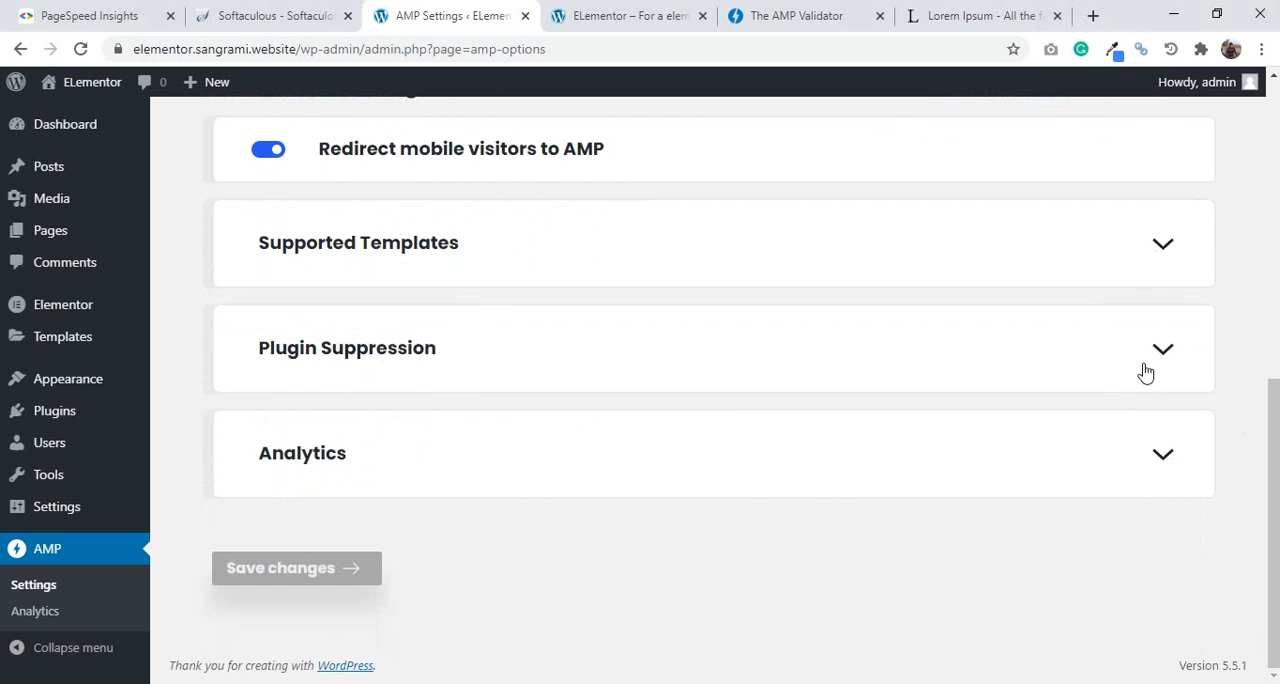 PageSpeed Insights
Softaculous - Softaculo
AMP Settings ‹ ELemen
ELementor – For a elem
The AMP Validator
Lorem Ipsum - All the f
elementor.sangrami.website/wp-admin/admin.php?page=amp-options
ELementor
0
New
Howdy, admin
Dashboard
Posts
Media
Pages
Comments
Elementor
Templates
Appearance
Plugins
Users
Tools
Settings
AMP
Settings
Analytics
Collapse menu
Redirect mobile visitors to AMP
Supported Templates
Plugin Suppression
Analytics
Save changes
Thank you for creating with WordPress.
Version 5.5.1